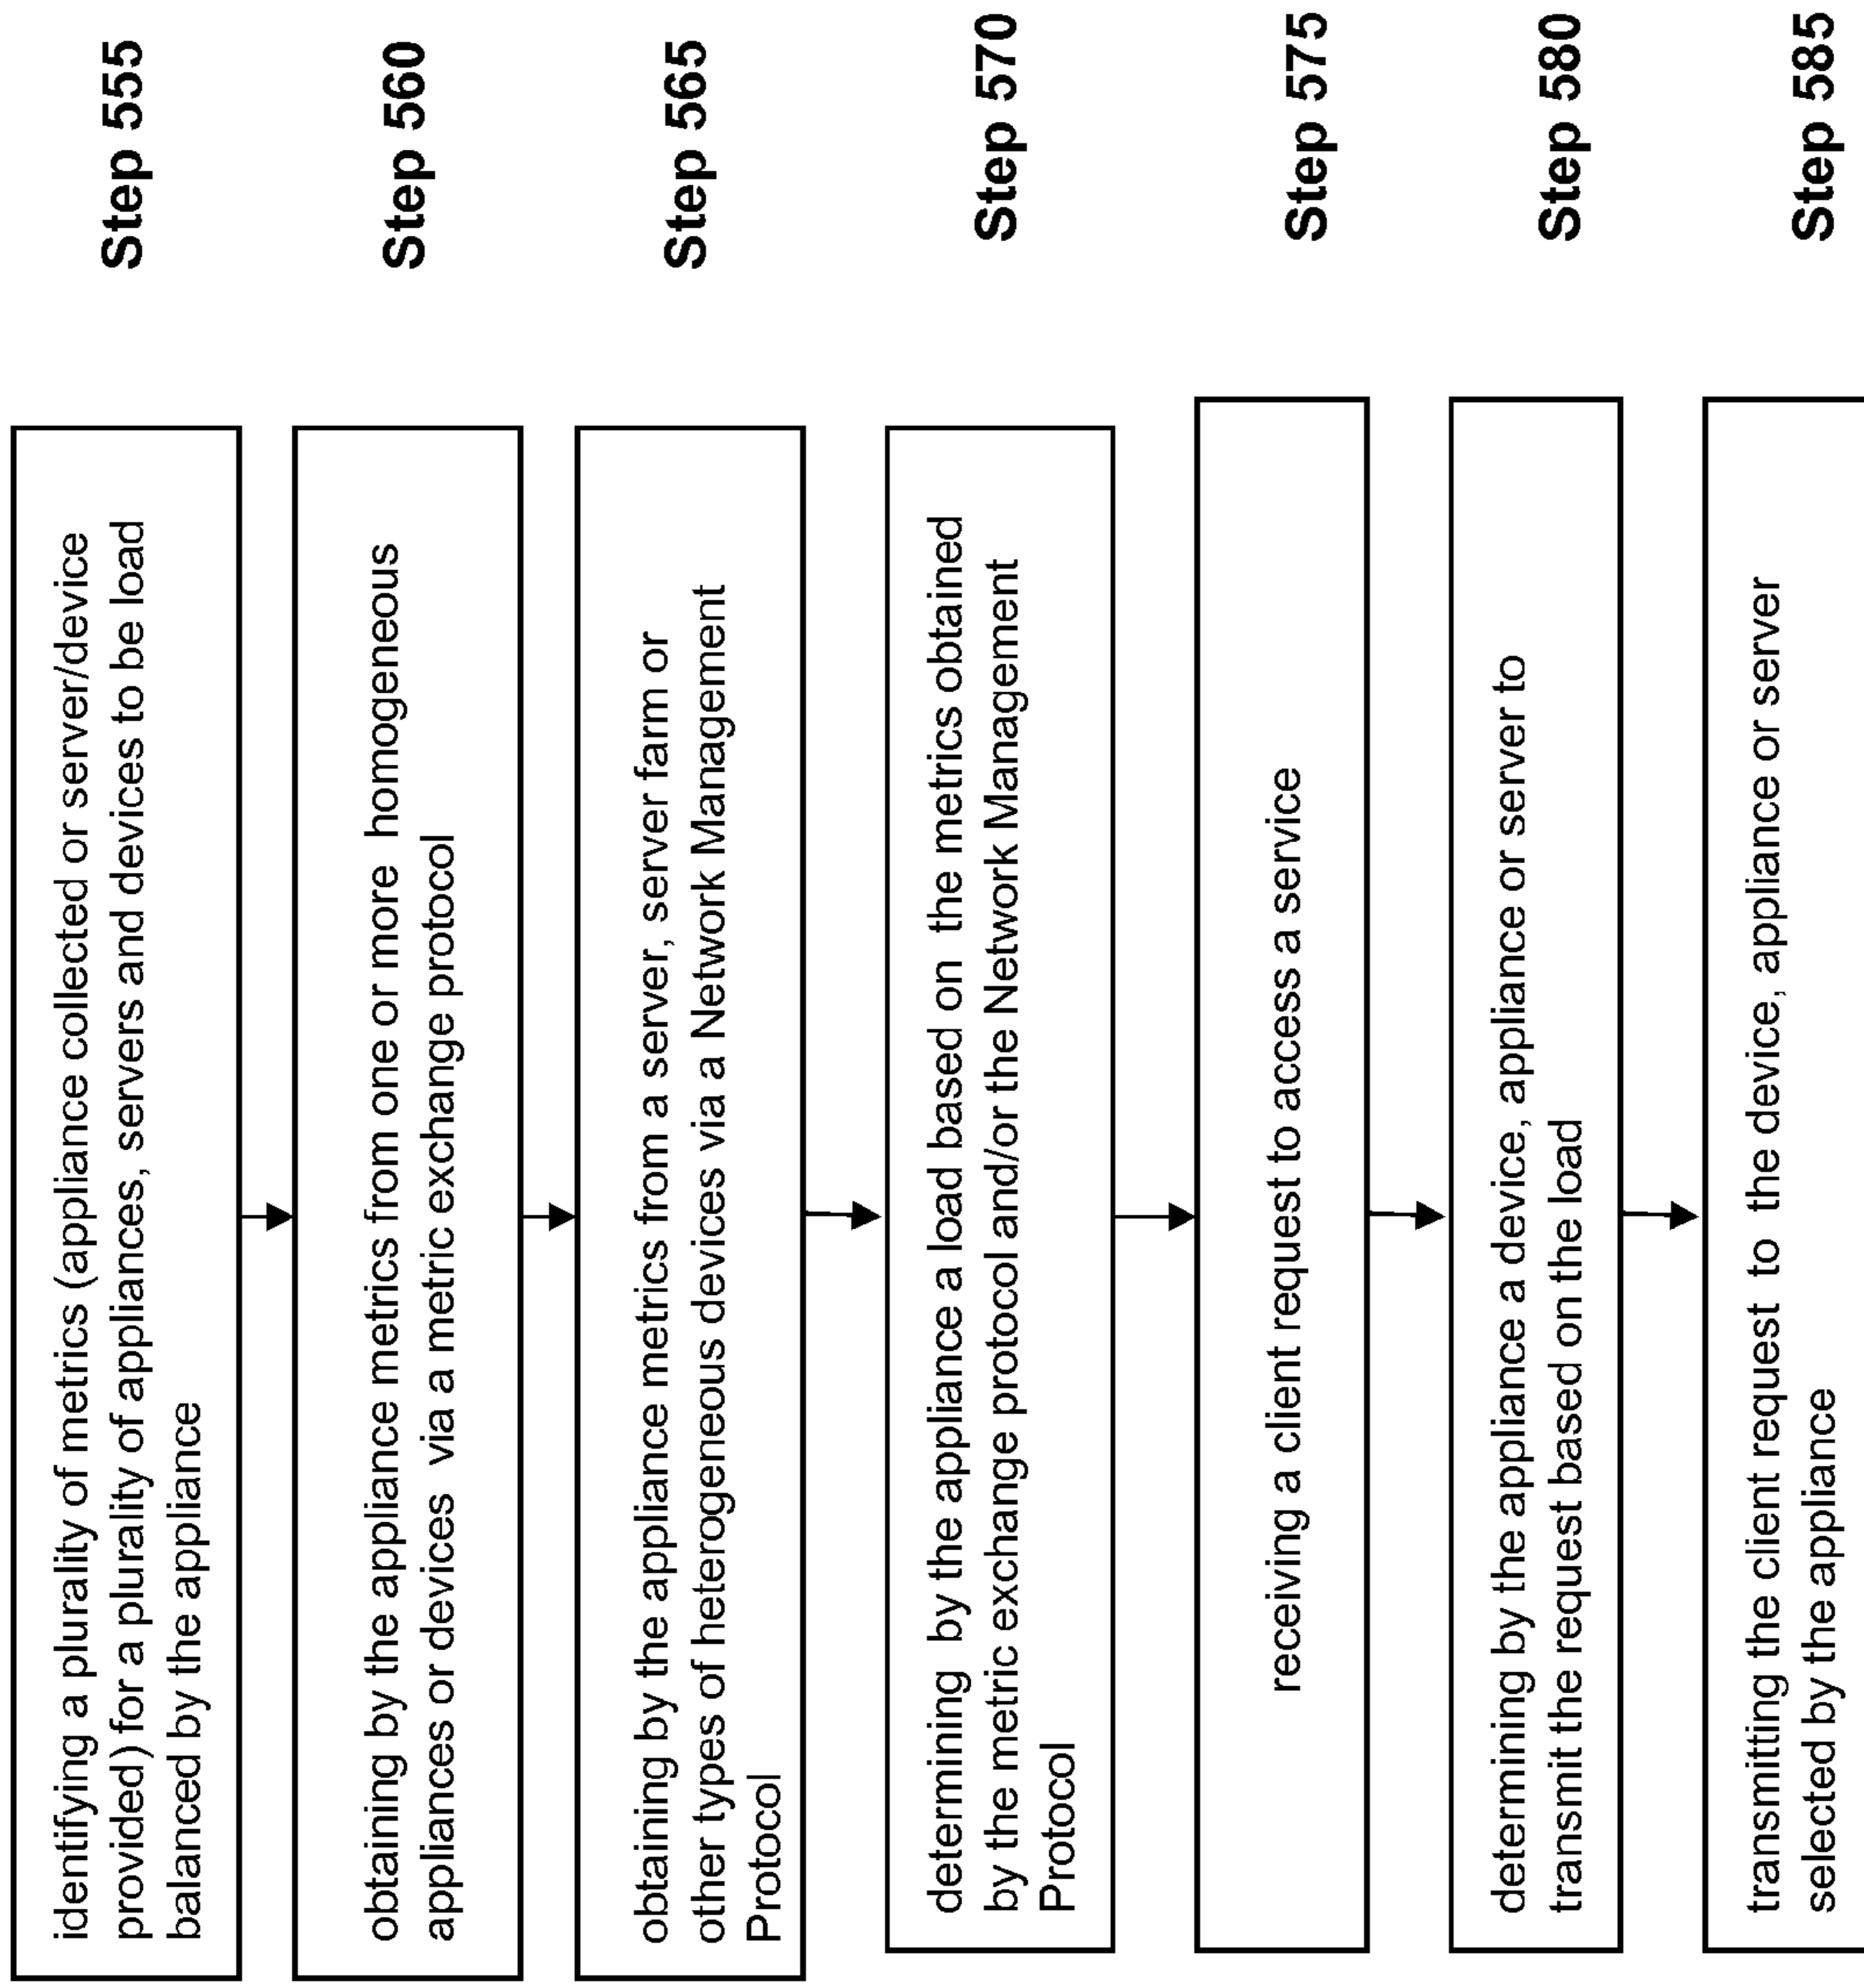 identifying a plurality of metrics (appliance collected or server/device
provided) for a plurality of appliances, servers and devices to be load
balanced by the appliance
Step 555
obtaining by the appliance metrics from one or more homogeneous
appliances or devices via a metric exchange protocol
Step 560
obtaining by the appliance metrics from a server, server farm or
other types of heterogeneous devices via a Network Management
Protocol
Step 565
determining by the appliance a load based on the metrics obtained
by the metric exchange protocol and/or the Network Management
Protocol
Step 570
receiving a client request to access a service
Step 575
determining by the appliance a device, appliance or server to
transmit the request based on the load
Step 580
transmitting the client request to the device, appliance or server
selected by the appliance
Step 585